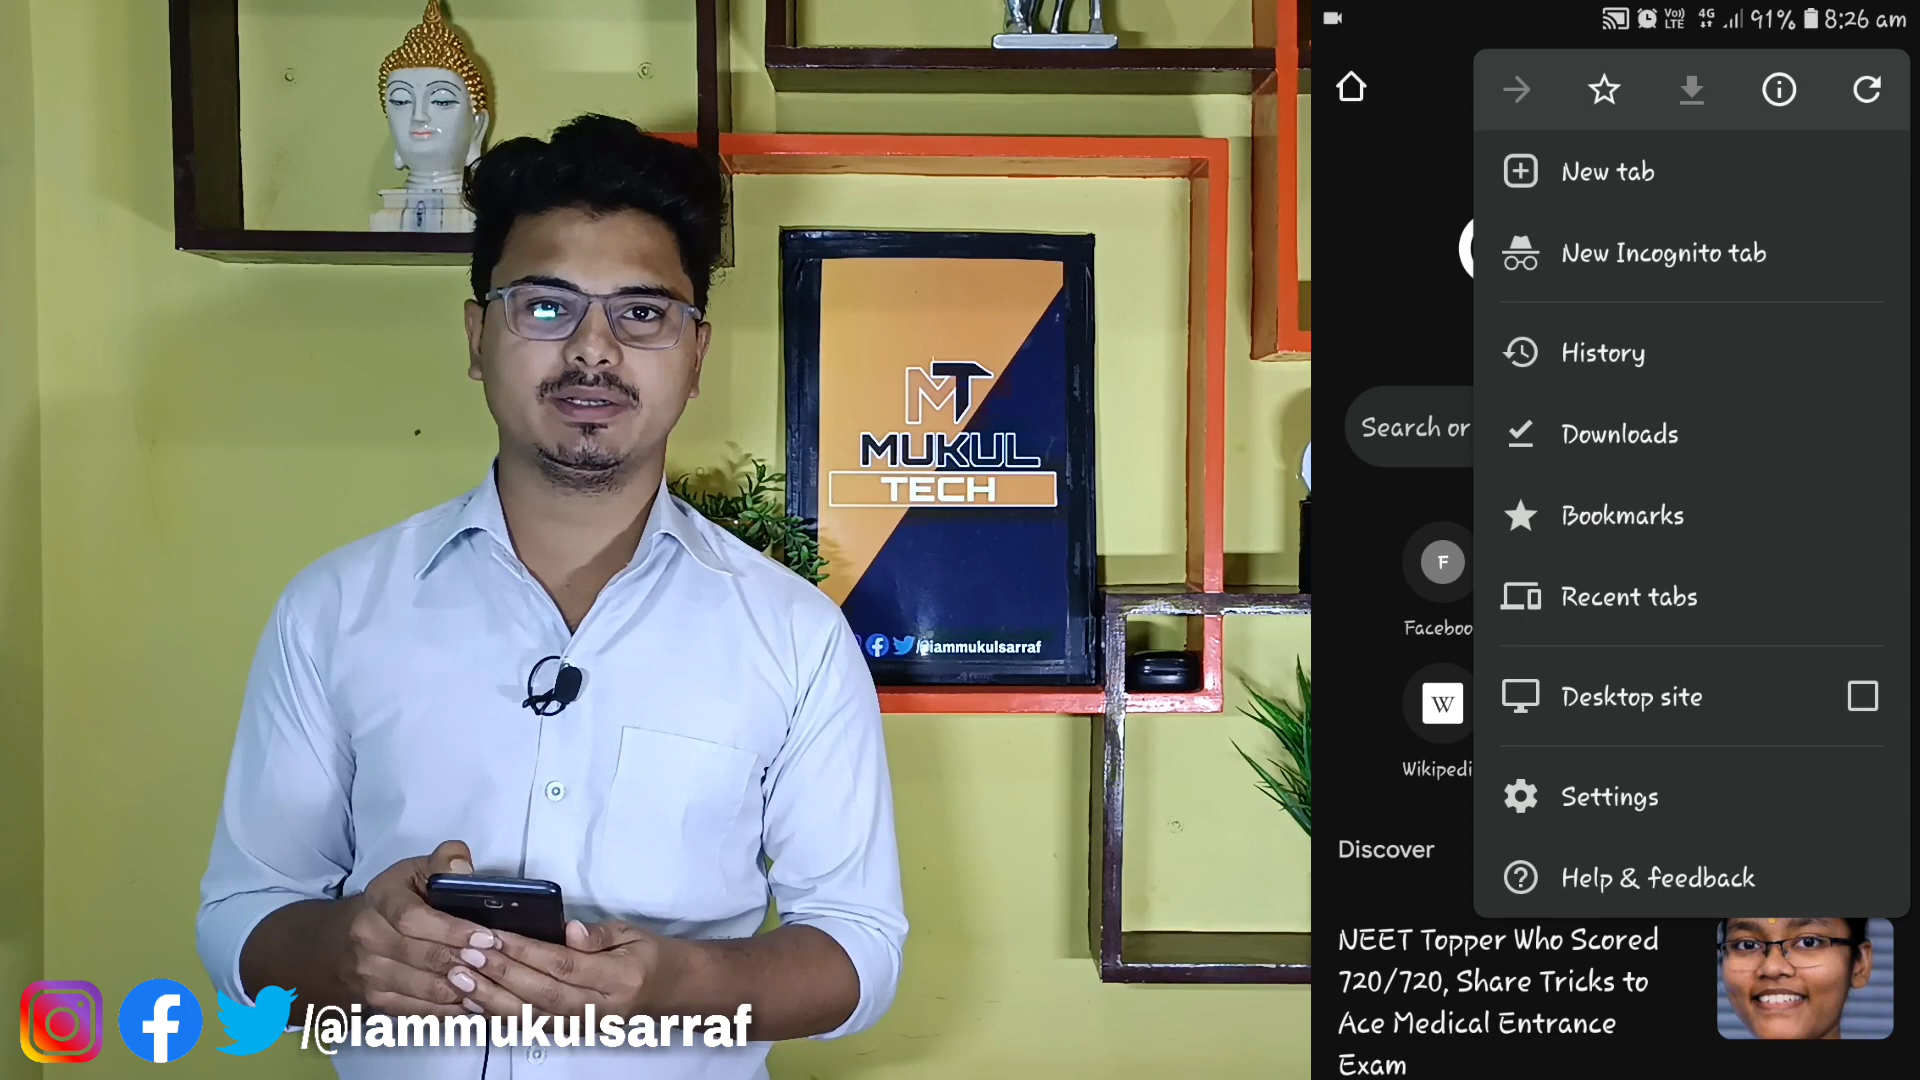 MT
MUKUL
TECH
/@iammukulsarraf
/@iammukulsarraf
Vo)) LTE 4G 91% 8:26 am
New tab
New Incognito tab
History
Search or
Downloads
Bookmarks
F
Faceboo
Recent tabs
W
Wikipedi
Desktop site
Settings
Discover
Help & feedback
NEET Topper Who Scored
720/720, Share Tricks to
Ace Medical Entrance
Exam